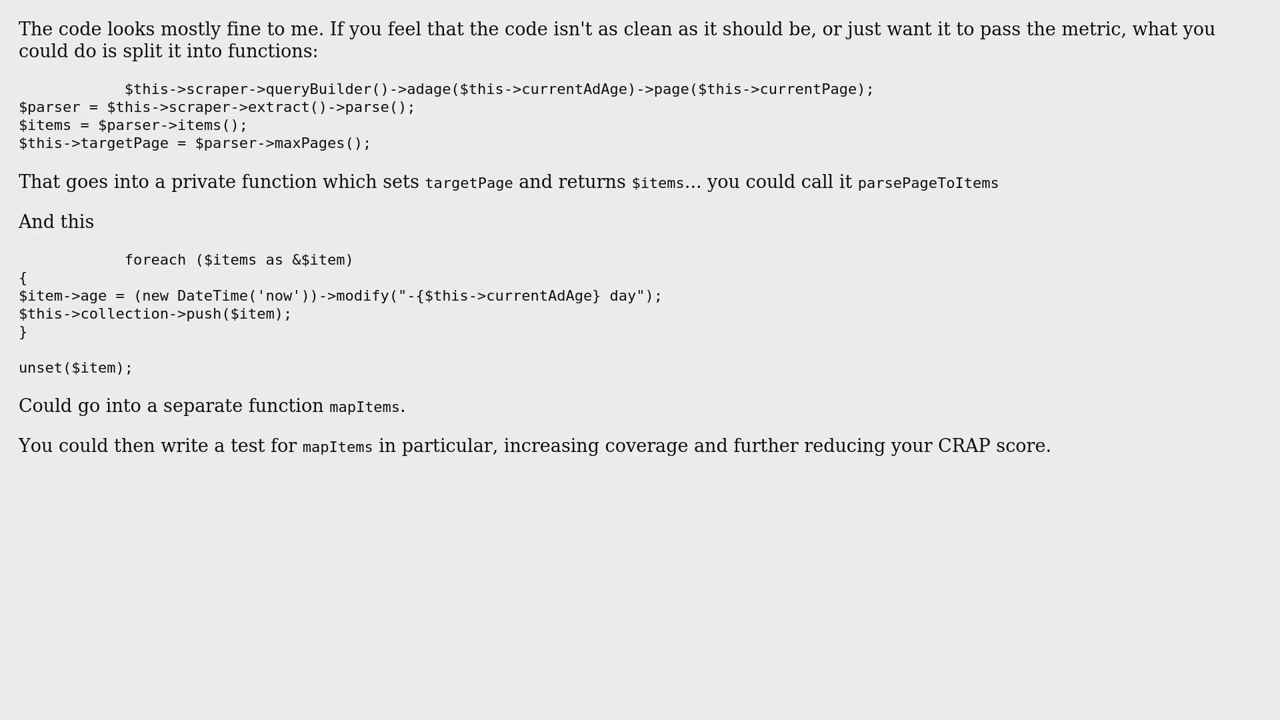 The code looks mostly fine to me. If you feel that the code isn't as clean as it should be, or just want it to pass the metric, what you
could do is split it into functions:
$this->scraper->queryBuilder()->adage($this->currentAdAge)->page($this->currentPage);
$parser = $this->scraper->extract()->parse();
$items = $parser->items();
$this->targetPage = $parser->maxPages();
That goes into a private function which sets targetPage and returns $items... you could call it parsePageToItems
And this
foreach ($items as &$item)
{
$item->age = (new DateTime('now'))->modify("-{$this->currentAdAge} day");
$this->collection->push($item);
}
unset($item);
Could go into a separate function mapItems.
You could then write a test for mapItems in particular, increasing coverage and further reducing your CRAP score.